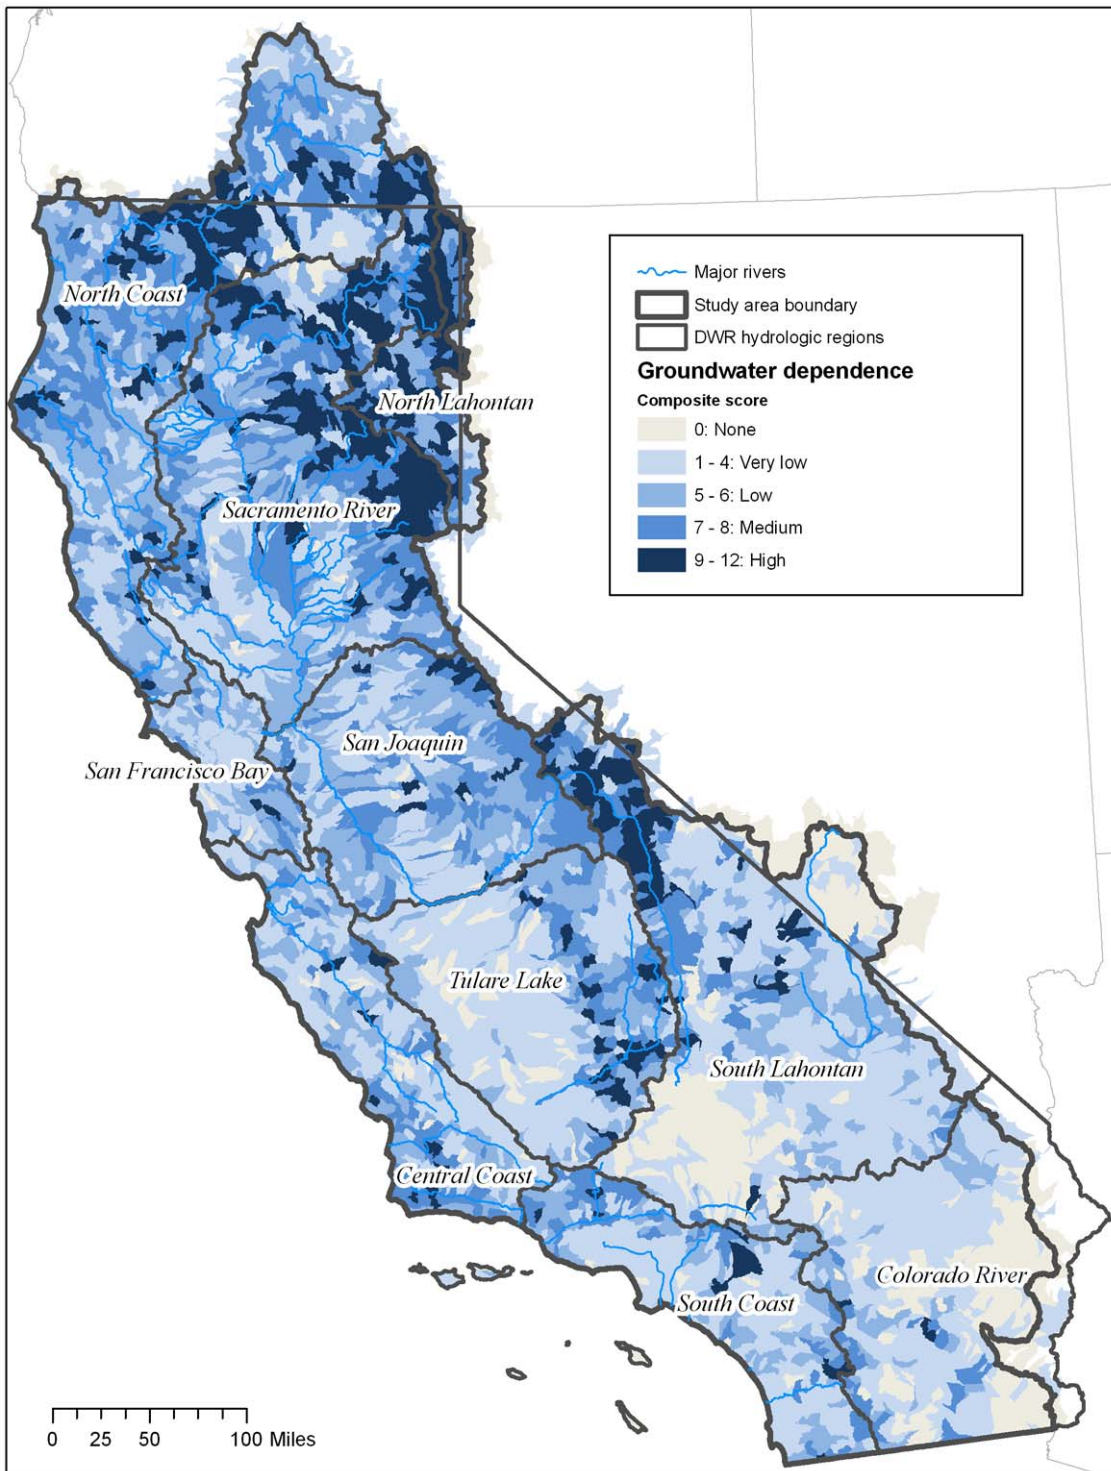 Major rivers
Study area boundary
DWR hydrologic regions
Groundwater dependence
Composite score
0: None
1 - 4: Very low
5 - 6: Low
7 - 8: Medium
9 - 12: High
North Coast
North Lahontan
Sacramento River
San Joaquin
San Francisco Bay
Tulare Lake
South Lahontan
Central Coast
Colorado River
South Coast
0 25 50 100 Miles